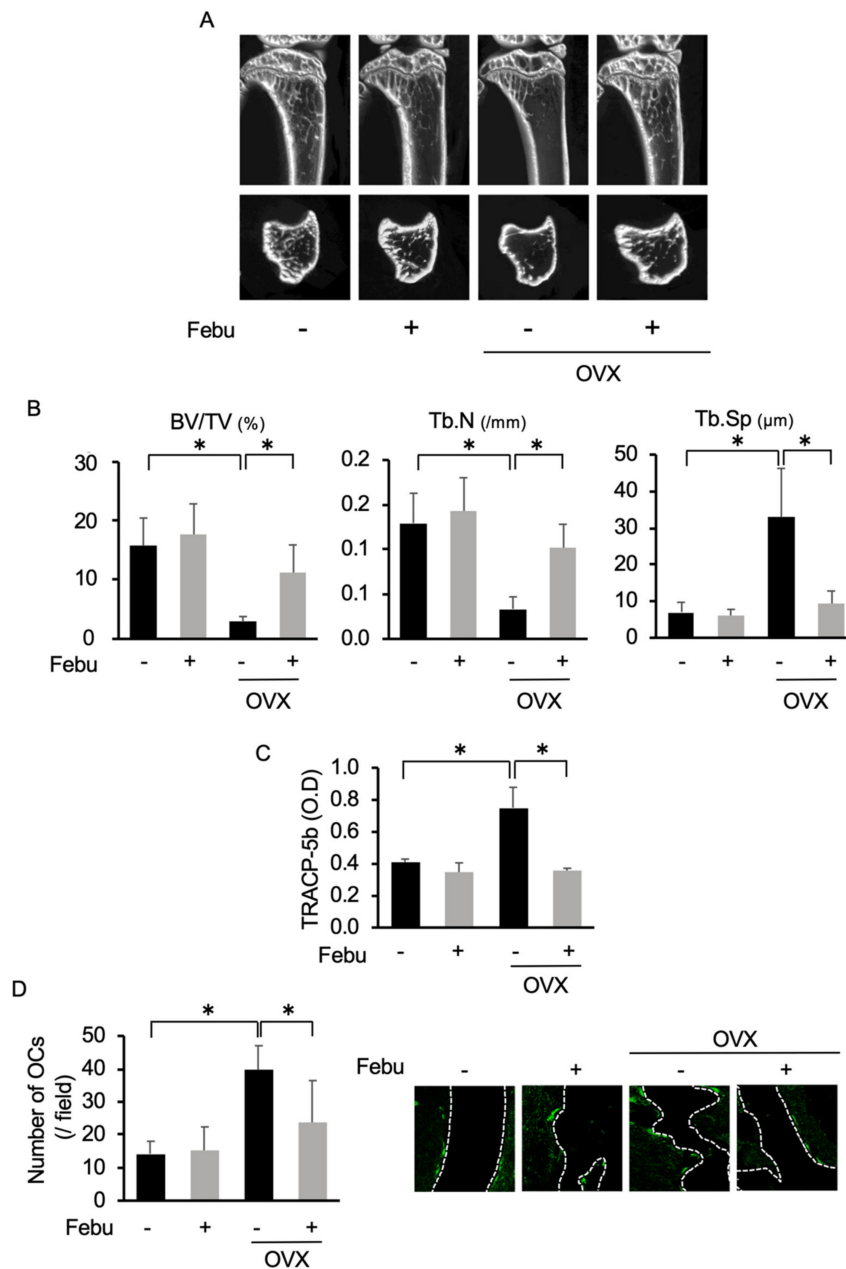 A
Febu - + - +
OVX
B
BV/TV (%)
* *
30
20
10
0
Febu - + - +
OVX
Tb.N (/mm)
* *
0.2
0.2
0.1
0.1
0.0
- + - +
OVX
Tb.Sp (µm)
* *
50
40
30
20
10
0
- + - +
OVX
C
* *
TRACP-5b (O.D)
1.0
0.8
0.6
0.4
0.2
0.0
Febu - + - +
OVX
D
* *
Number of OCs
(/ field)
50
40
30
20
10
0
Febu - + - +
OVX
OVX
Febu - + - +